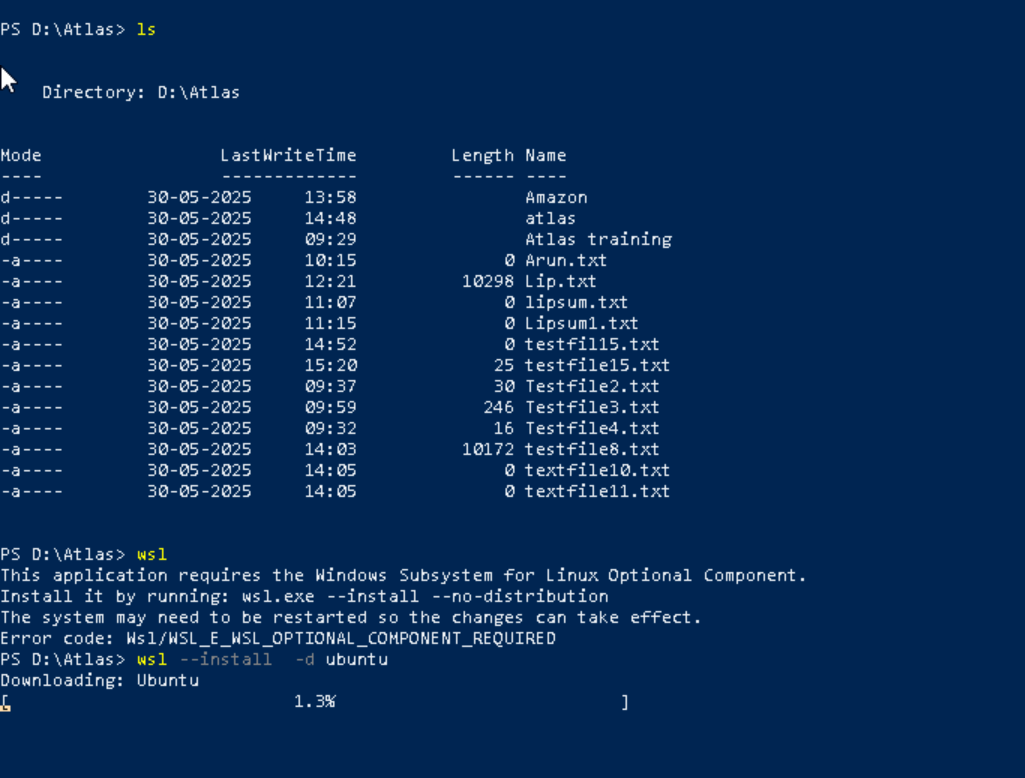 PS D:\Atlas> ls
Directory: D:\Atlas
Mode LastWriteTime Length Name
---- ------------- ------ ----
d----- 30-05-2025 13:58 Amazon
d----- 30-05-2025 14:48 atlas
d----- 30-05-2025 09:29 Atlas training
-a---- 30-05-2025 10:15 0 Arun.txt
-a---- 30-05-2025 12:21 10298 Lip.txt
-a---- 30-05-2025 11:07 0 lipsum.txt
-a---- 30-05-2025 11:15 0 Lipsum1.txt
-a---- 30-05-2025 14:52 0 testfil15.txt
-a---- 30-05-2025 15:20 25 testfile15.txt
-a---- 30-05-2025 09:37 30 Testfile2.txt
-a---- 30-05-2025 09:59 246 Testfile3.txt
-a---- 30-05-2025 09:32 16 Testfile4.txt
-a---- 30-05-2025 14:03 10172 testfile8.txt
-a---- 30-05-2025 14:05 0 textfile10.txt
-a---- 30-05-2025 14:05 0 textfile11.txt
PS D:\Atlas> wsl
This application requires the Windows Subsystem for Linux Optional Component.
Install it by running: wsl.exe --install --no-distribution
The system may need to be restarted so the changes can take effect.
Error code: Wsl/WSL_E_WSL_OPTIONAL_COMPONENT_REQUIRED
PS D:\Atlas> wsl --install -d ubuntu
Downloading: Ubuntu
[ 1.3% ]